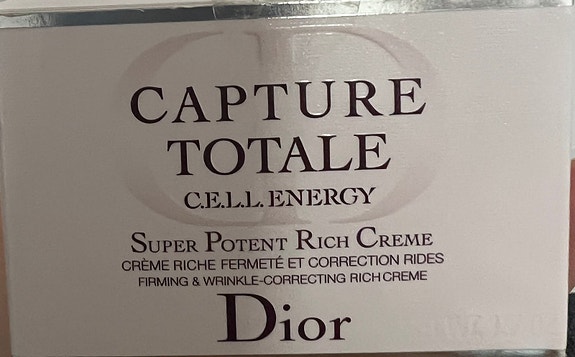 CAPTURE
TOTALE
C.E.L.L. ENERGY
SUPER POTENT RICH CREME
CRÈME RICHE FERMETÉ ET CORRECTION RIDES
FIRMING & WRINKLE-CORRECTING RICH CREME
Dior